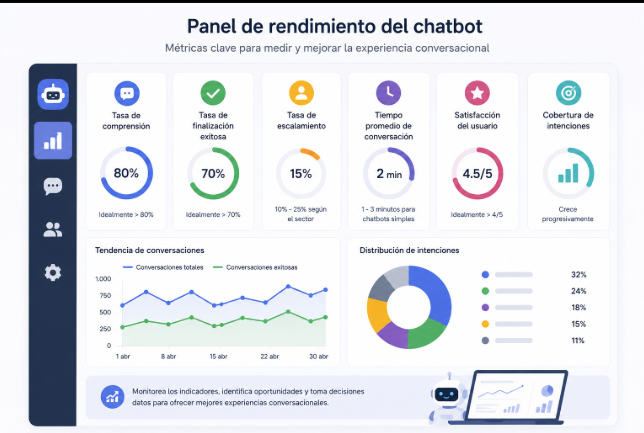 Panel de rendimiento del chatbot
Métricas clave para medir y mejorar la experiencia conversacional
Tasa de
comprensión
80%
Idealmente > 80%
Tasa de
finalización
exitosa
70%
Idealmente > 70%
Tasa de
escalamiento
15%
10% - 25% según
el sector
Tiempo
promedio de
conversación
2 min
1 - 3 minutos para
chatbots simples
Satisfacción
del usuario
4.5/5
Idealmente > 4/5
Cobertura de
intenciones
Crece
progresivamente
Tendencia de conversaciones
Conversaciones totales
Conversaciones exitosas
1.000
750
500
250
0
1 abr
8 abr
15 abr
22 abr
30 abr
Distribución de intenciones
32%
24%
18%
15%
11%
Monitorea los indicadores, identifica oportunidades y toma decisiones
datos para ofrecer mejores experiencias conversacionales.